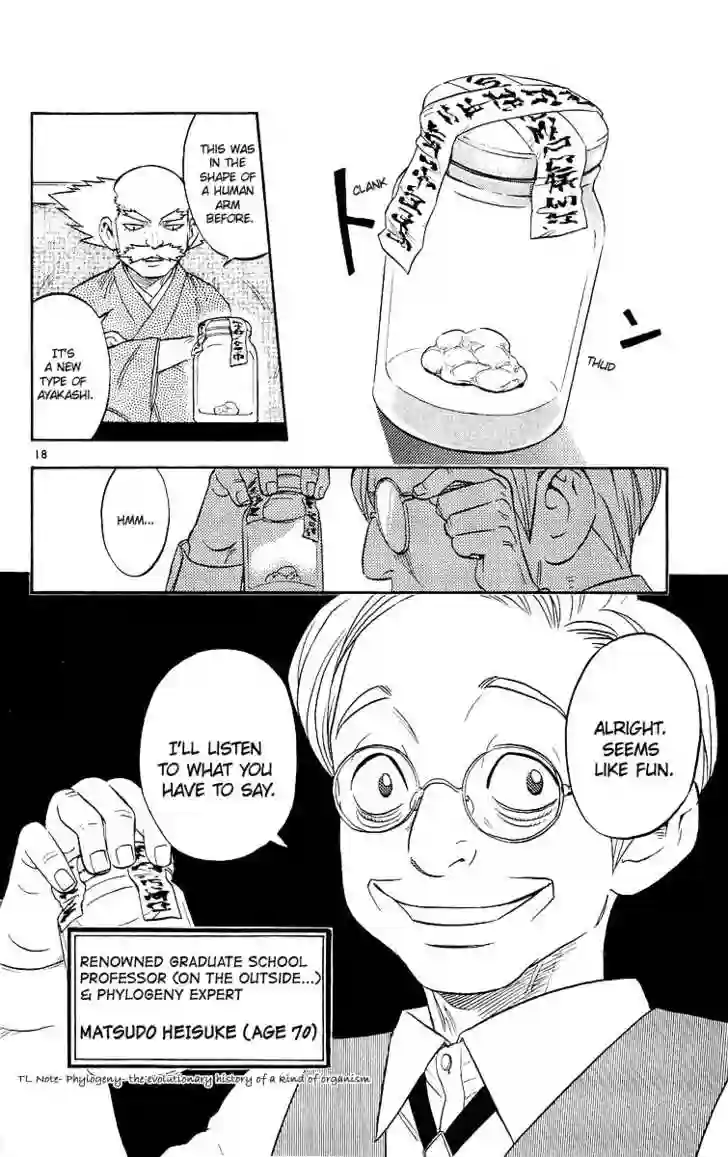 CLANK
THUD
THIS WAS
IN THE
SHAPE OF
A HUMAN
ARM
BEFORE.
IT'S
A NEW
TYPE OF
AYAKASHI.
18
HMM...
ALRIGHT.
SEEMS
LIKE FUN.
I'LL LISTEN
TO WHAT YOU
HAVE TO SAY.
RENOWNED GRADUATE SCHOOL
PROFESSOR (ON THE OUTSIDE...)
& PHYLOGENY EXPERT
MATSUDO HEISUKE (AGE 70)
TL Note- Phylogeny- the evolutionary history of a kind of organism